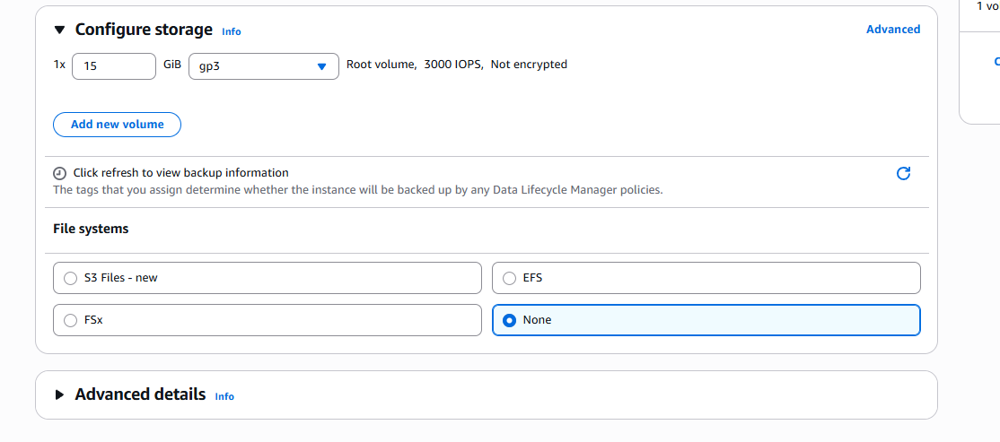 1 vo
Configure storage Info Advanced
1x 15 GiB gp3 Root volume, 3000 IOPS, Not encrypted
Add new volume
Click refresh to view backup information
The tags that you assign determine whether the instance will be backed up by any Data Lifecycle Manager policies.
File systems
S3 Files - new EFS
FSx None
Advanced details Info